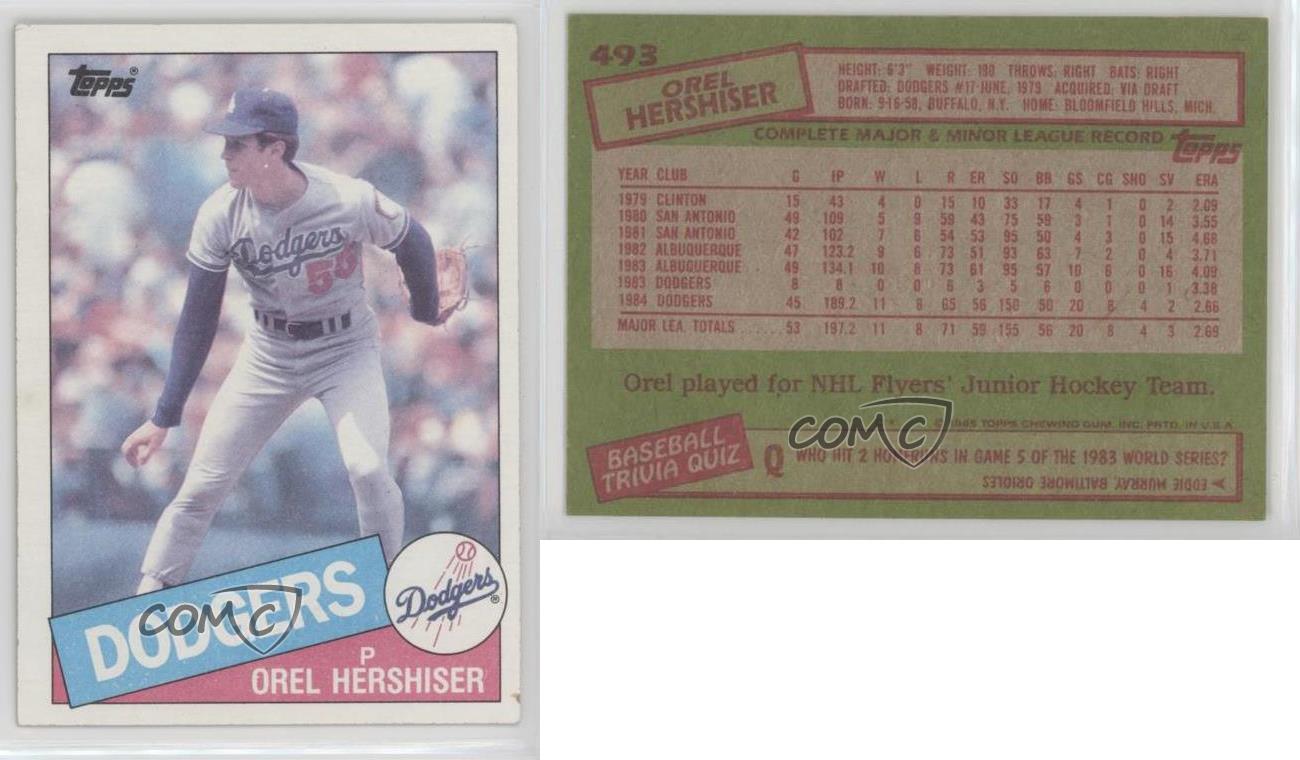 Topps®
Dodgers
55
DODGERS
Dodgers®
P
OREL HERSHISER
COMC
493
OREL
HERSHISER
HEIGHT: 6'3" WEIGHT: 190 THROWS: RIGHT BATS: RIGHT
DRAFTED: DODGERS #17-JUNE, 1979 ACQUIRED: VIA DRAFT
BORN: 9-16-58, BUFFALO, N.Y. HOME: BLOOMFIELD HILLS, MICH.
COMPLETE MAJOR & MINOR LEAGUE RECORD Topps
YEAR CLUB G IP W L R ER SO BB GS CG SHO SV ERA
1979 CLINTON 15 43 4 0 15 10 33 17 4 1 0 2 2.09
1980 SAN ANTONIO 49 109 5 9 59 43 75 59 3 1 0 14 3.55
1981 SAN ANTONIO 42 102 7 6 54 53 95 50 4 3 0 15 4.68
1982 ALBUQUERQUE 47 123.2 9 6 73 51 93 63 7 2 0 4 3.71
1983 ALBUQUERQUE 49 134.1 10 8 73 61 95 57 10 6 0 16 4.09
1983 DODGERS 8 8 0 0 6 3 5 6 0 0 0 1 3.38
1984 DODGERS 45 189.2 11 8 65 56 150 50 20 8 4 2 2.66
MAJOR LEA. TOTALS ...... 53 197.2 11 8 71 59 155 56 20 8 4 3 2.69
Orel played for NHL Flyers' Junior Hockey Team.
COMC
© 1985 TOPPS CHEWING GUM, INC. PRTD. IN U.S.A.
BASEBALL
TRIVIA QUIZ
Q WHO HIT 2 HOMERUNS IN GAME 5 OF THE 1983 WORLD SERIES?
EDDIE MURRAY, BALTIMORE ORIOLES